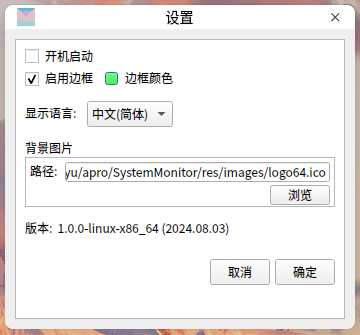 设置
开机启动
启用边框 边框颜色
显示语言: 中文(简体)
背景图片
路径: yu/apro/SystemMonitor/res/images/logo64.ico
浏览
版本: 1.0.0-linux-x86_64 (2024.08.03)
取消 确定